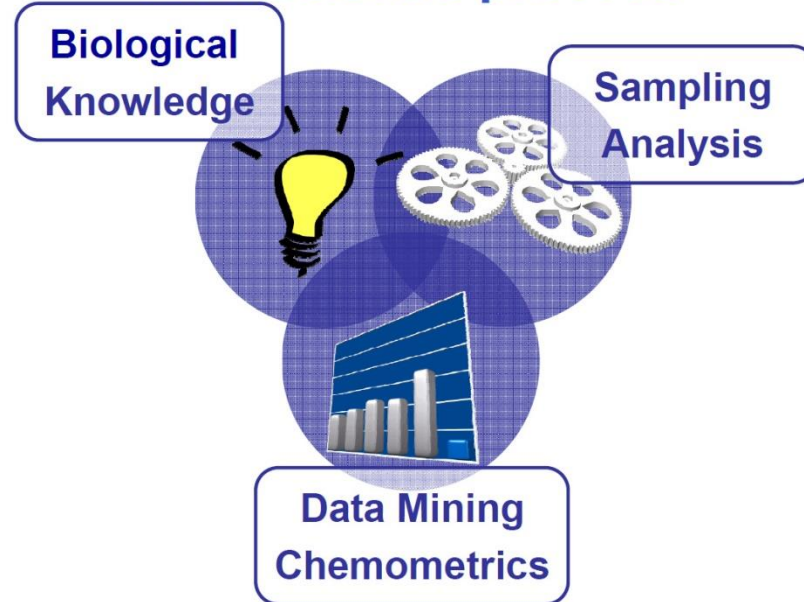 Biological
Knowledge
Sampling
Analysis
Data Mining
Chemometrics